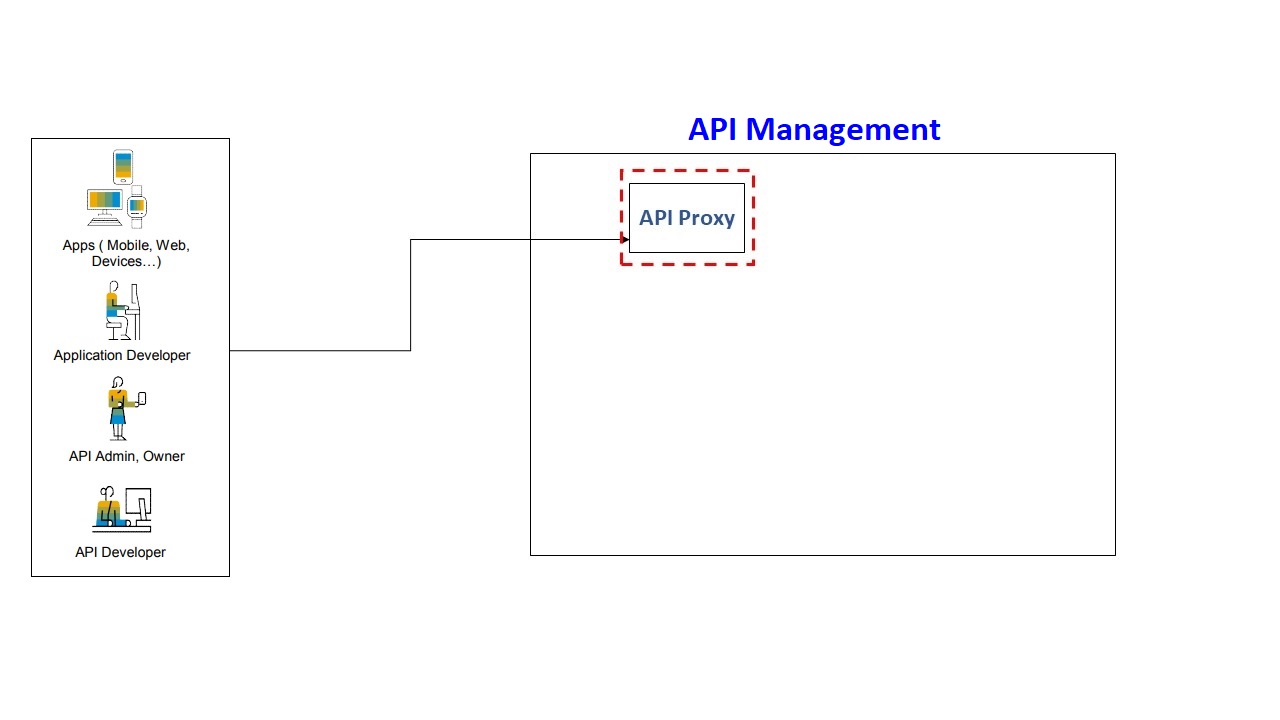 API Management
API Proxy
Apps ( Mobile, Web,
Devices...)
Application Developer
API Admin, Owner
API Developer